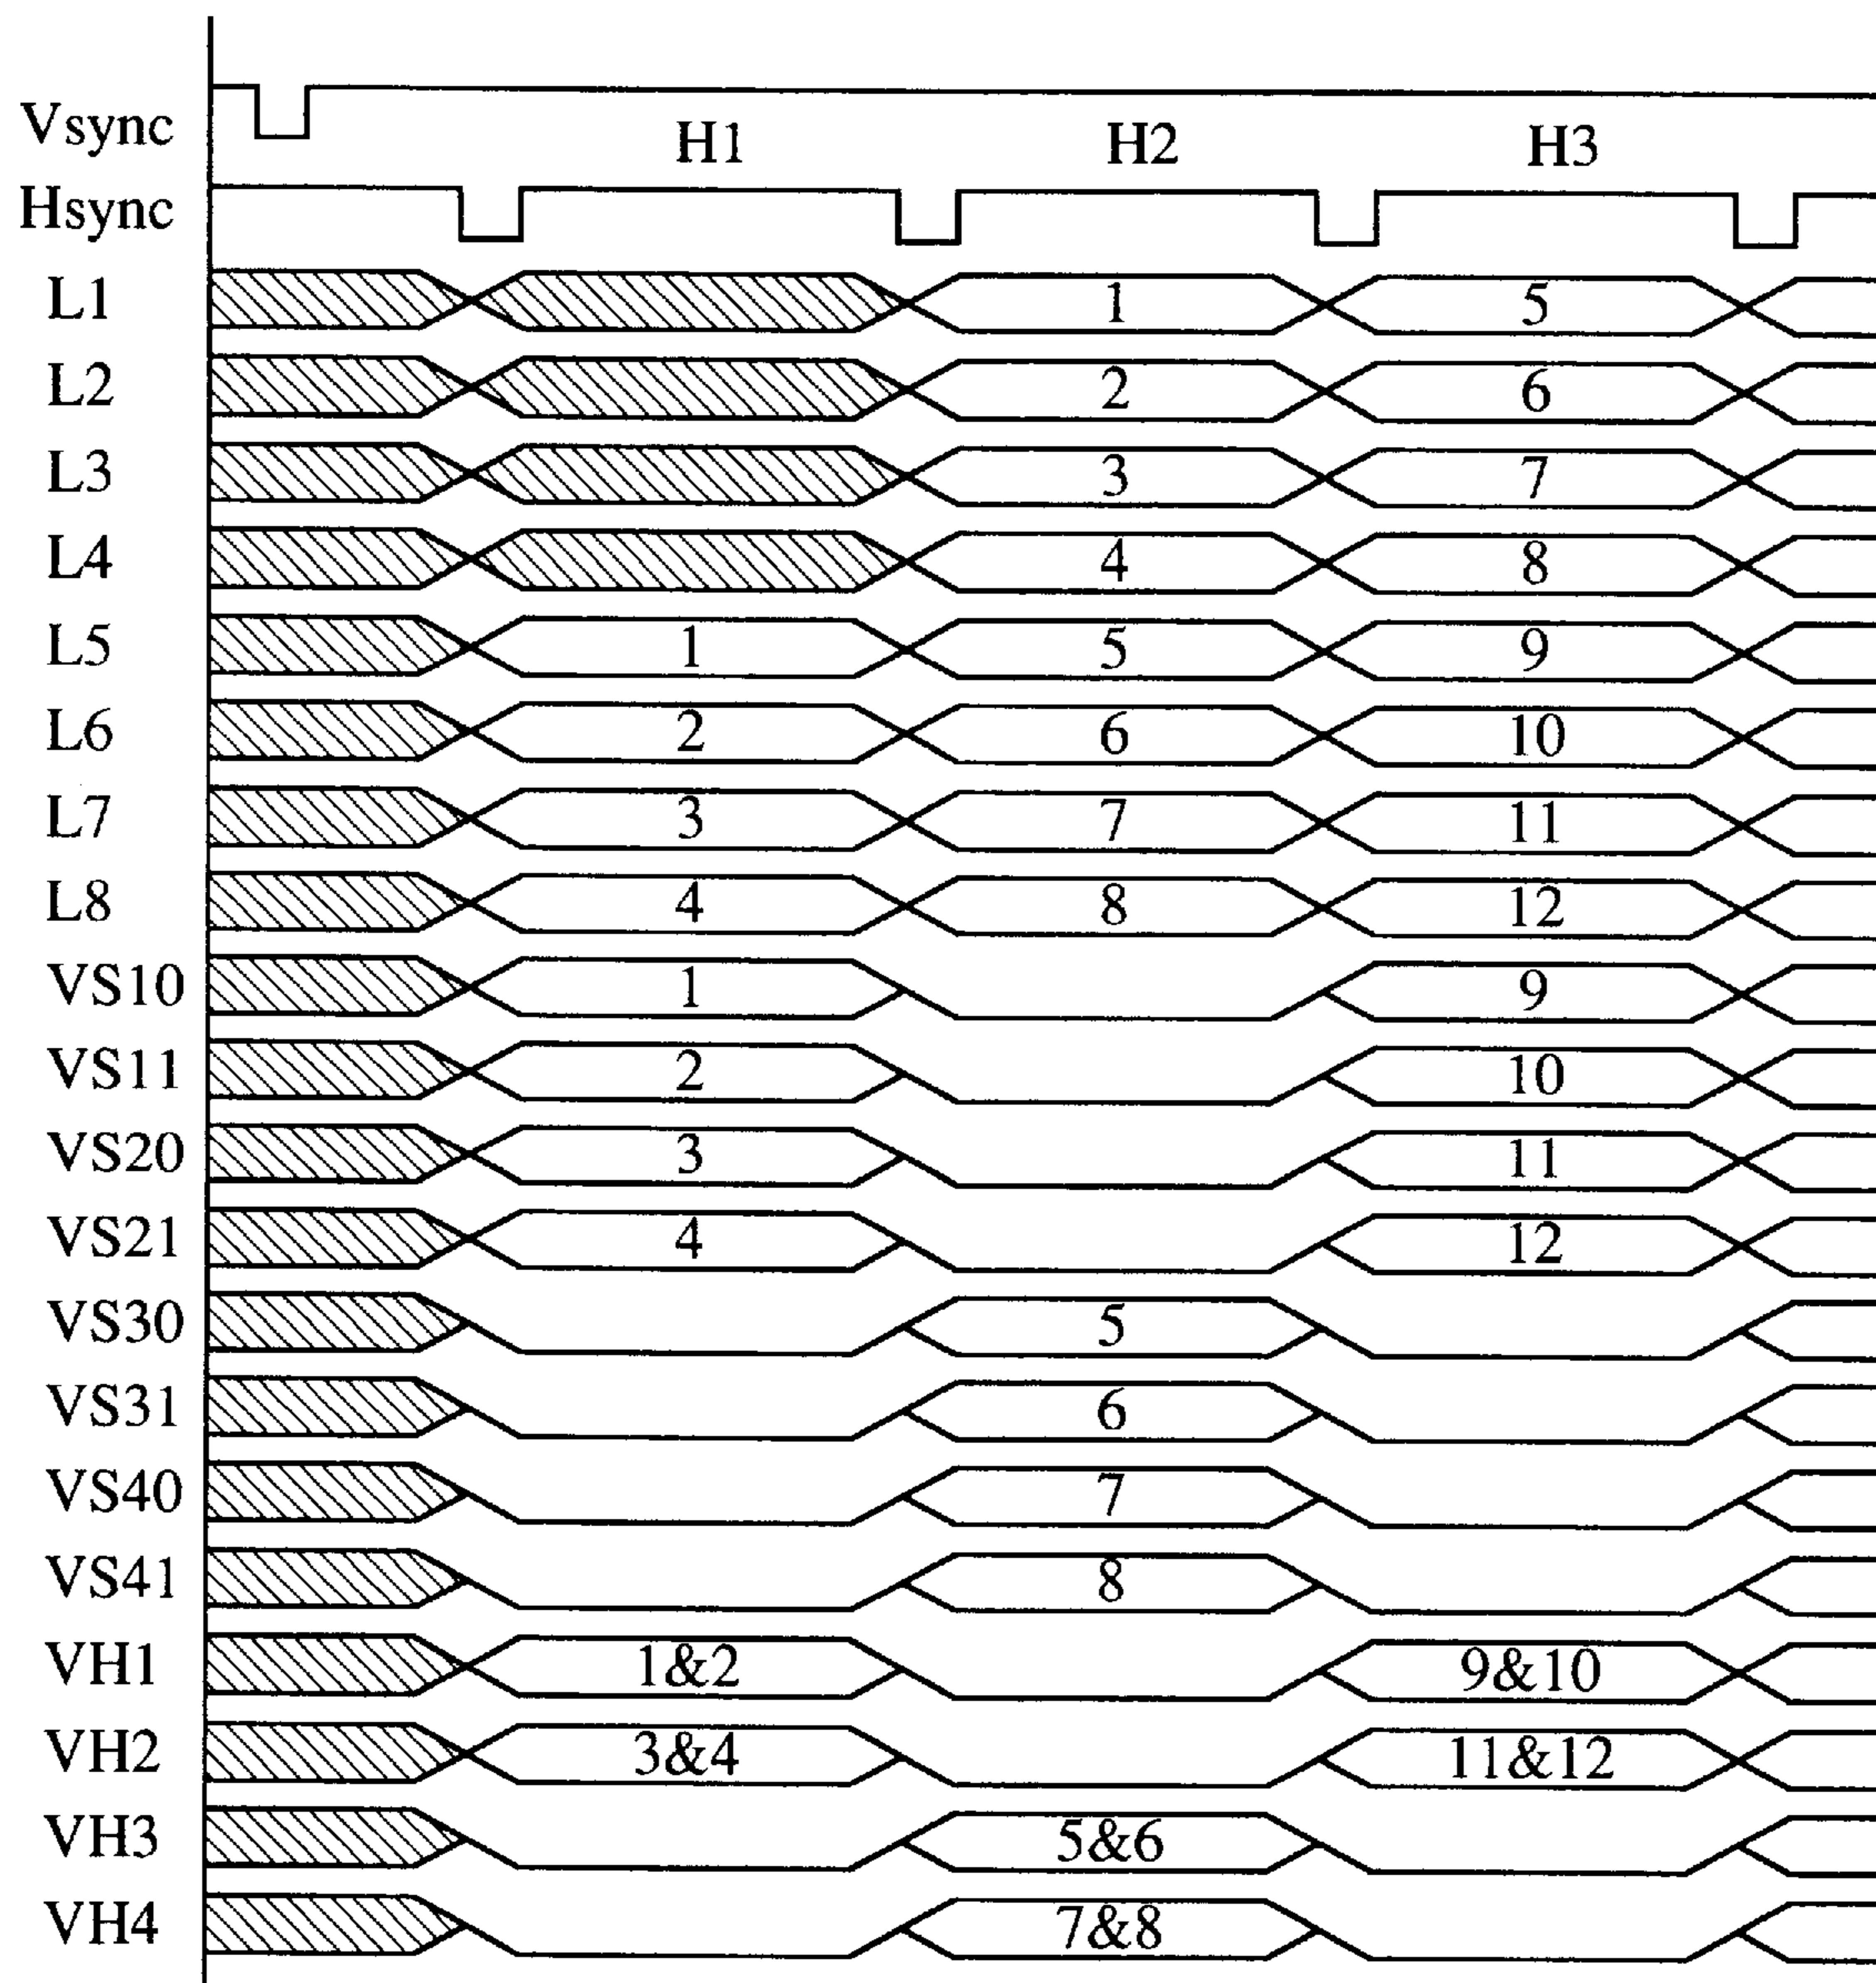 Vsync
H1 H2 H3
Hsync
L1 1 5
L2 2 6
L3 3 7
L4 4 8
L5 1 5 9
L6 2 6 10
L7 3 7 11
L8 4 8 12
VS10 1 9
VS11 2 10
VS20 3 11
VS21 4 12
VS30 5
VS31 6
VS40 7
VS41 8
VH1 1&2 9&10
VH2 3&4 11&12
VH3 5&6
VH4 7&8